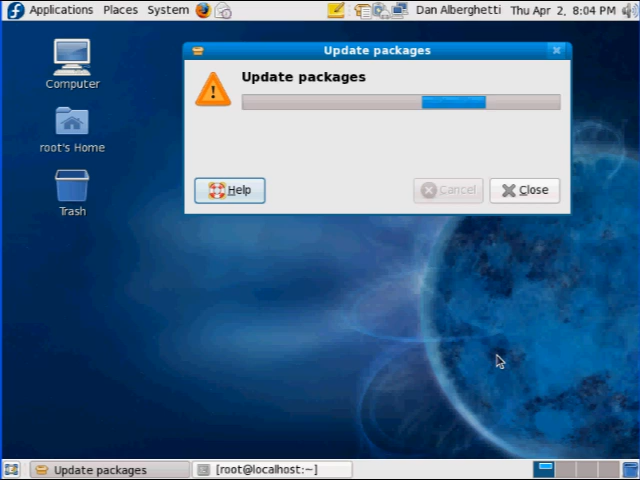 Applications Places System Dan Alberghetti Thu Apr 2, 8:04 PM
Update packages
Computer
Update packages
root's Home
Help Cancel Close
Trash
Update packages [root@localhost:~]